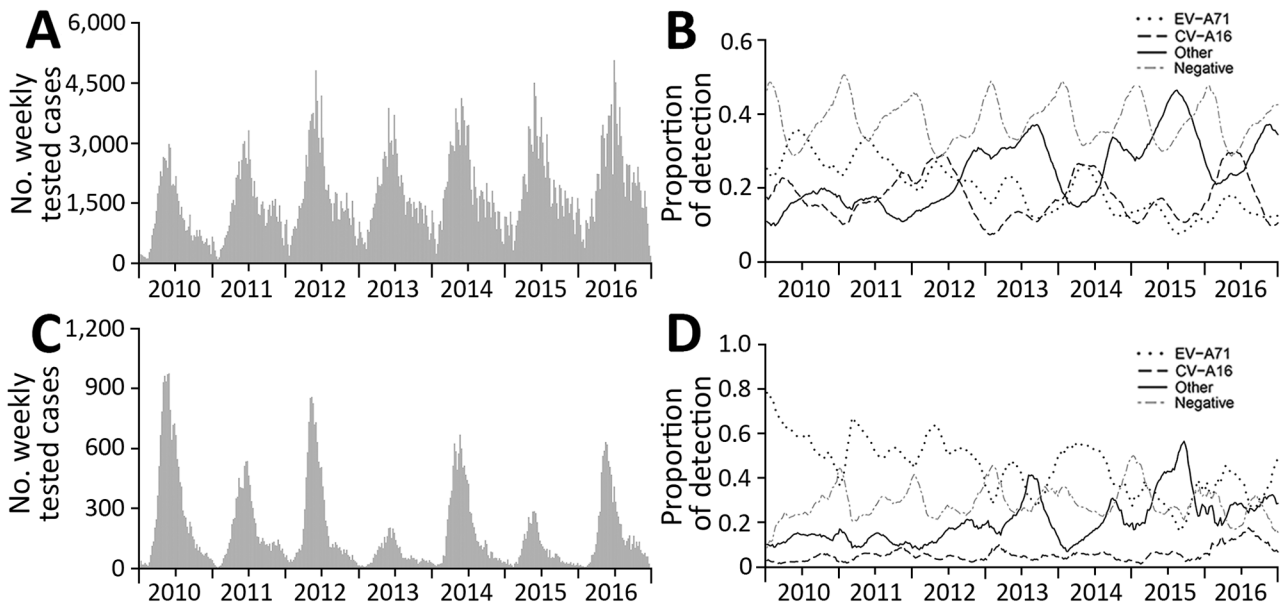 A
No. weekly
tested cases
6,000
4,500
3,000
1,500
0
2010 2011 2012 2013 2014 2015 2016
B
Proportion
of detection
0.6
0.4
0.2
0
EV−A71
CV−A16
Other
Negative
2010 2011 2012 2013 2014 2015 2016
C
No. weekly
tested cases
1,200
900
600
300
0
2010 2011 2012 2013 2014 2015 2016
D
Proportion
of detection
1.0
0.8
0.6
0.4
0.2
0
EV−A71
CV−A16
Other
Negative
2010 2011 2012 2013 2014 2015 2016